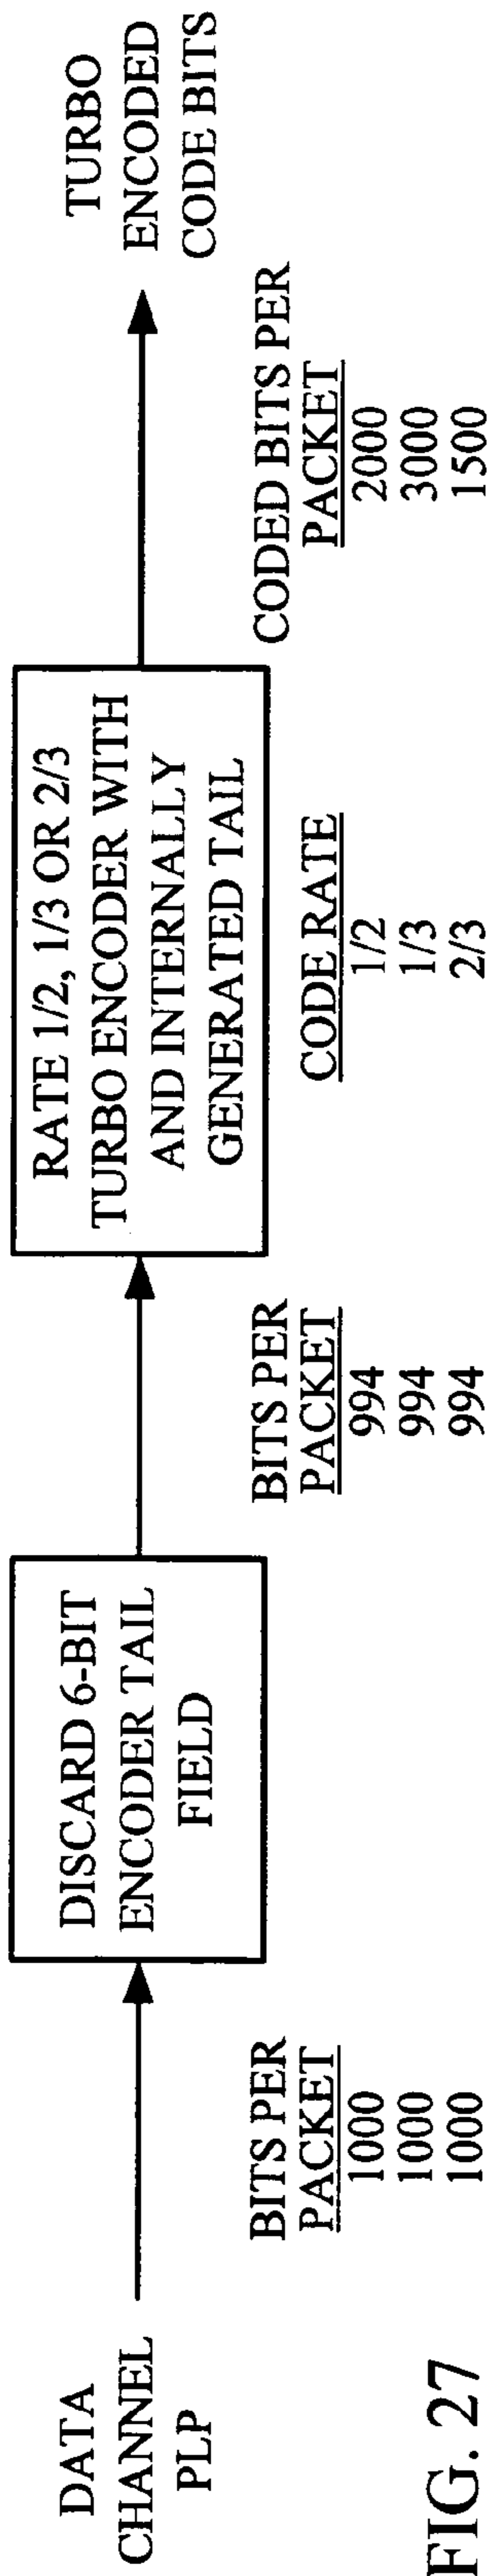 DATA
CHANNEL
PLP
BITS PER
PACKET
1000
1000
1000
DISCARD 6-BIT
ENCODER TAIL
FIELD
BITS PER
PACKET
994
994
994
RATE 1/2, 1/3 OR 2/3
TURBO ENCODER WITH
AND INTERNALLY
GENERATED TAIL
CODE RATE
1/2
1/3
2/3
CODED BITS PER
PACKET
2000
3000
1500
TURBO
ENCODED
CODE BITS
FIG. 27